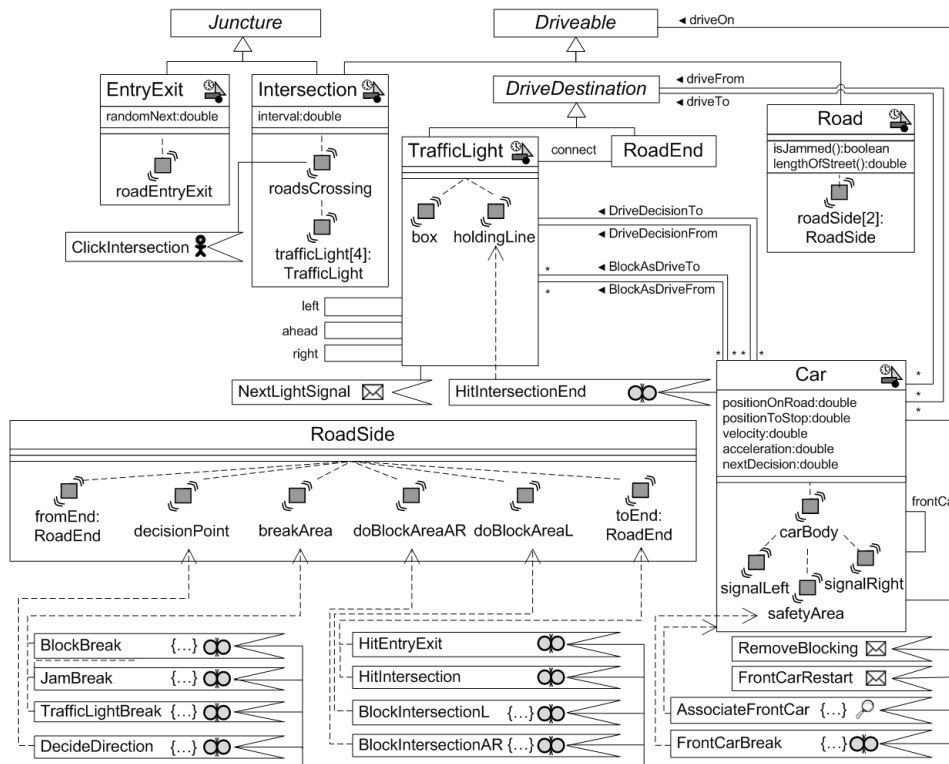 Juncture
Driveable
◄ driveOn
EntryExit
randomNext:double
roadEntryExit
Intersection
interval:double
roadsCrossing
trafficLight[4]:
TrafficLight
ClickIntersection
DriveDestination
◄ driveFrom
◄ driveTo
TrafficLight
connect
RoadEnd
box
holdingLine
Road
isJammed():boolean
lengthOfStreet():double
roadSide[2]:
RoadSide
◄ DriveDecisionTo
◄ DriveDecisionFrom
* ◄ BlockAsDriveTo
* ◄ BlockAsDriveFrom
left
ahead
right
* * * *
NextLightSignal
HitIntersectionEnd
Car
positionOnRoad:double
positionToStop:double
velocity:double
acceleration:double
nextDecision:double
*
*
*
carBody
signalLeft
signalRight
safetyArea
frontCa
RoadSide
fromEnd:
RoadEnd
decisionPoint
breakArea
doBlockAreaAR
doBlockAreaL
toEnd:
RoadEnd
BlockBreak {...}
JamBreak {...}
TrafficLightBreak {...}
DecideDirection {...}
HitEntryExit
HitIntersection
BlockIntersectionL {...}
BlockIntersectionAR {...}
RemoveBlocking
FrontCarRestart
AssociateFrontCar {...}
FrontCarBreak {...}